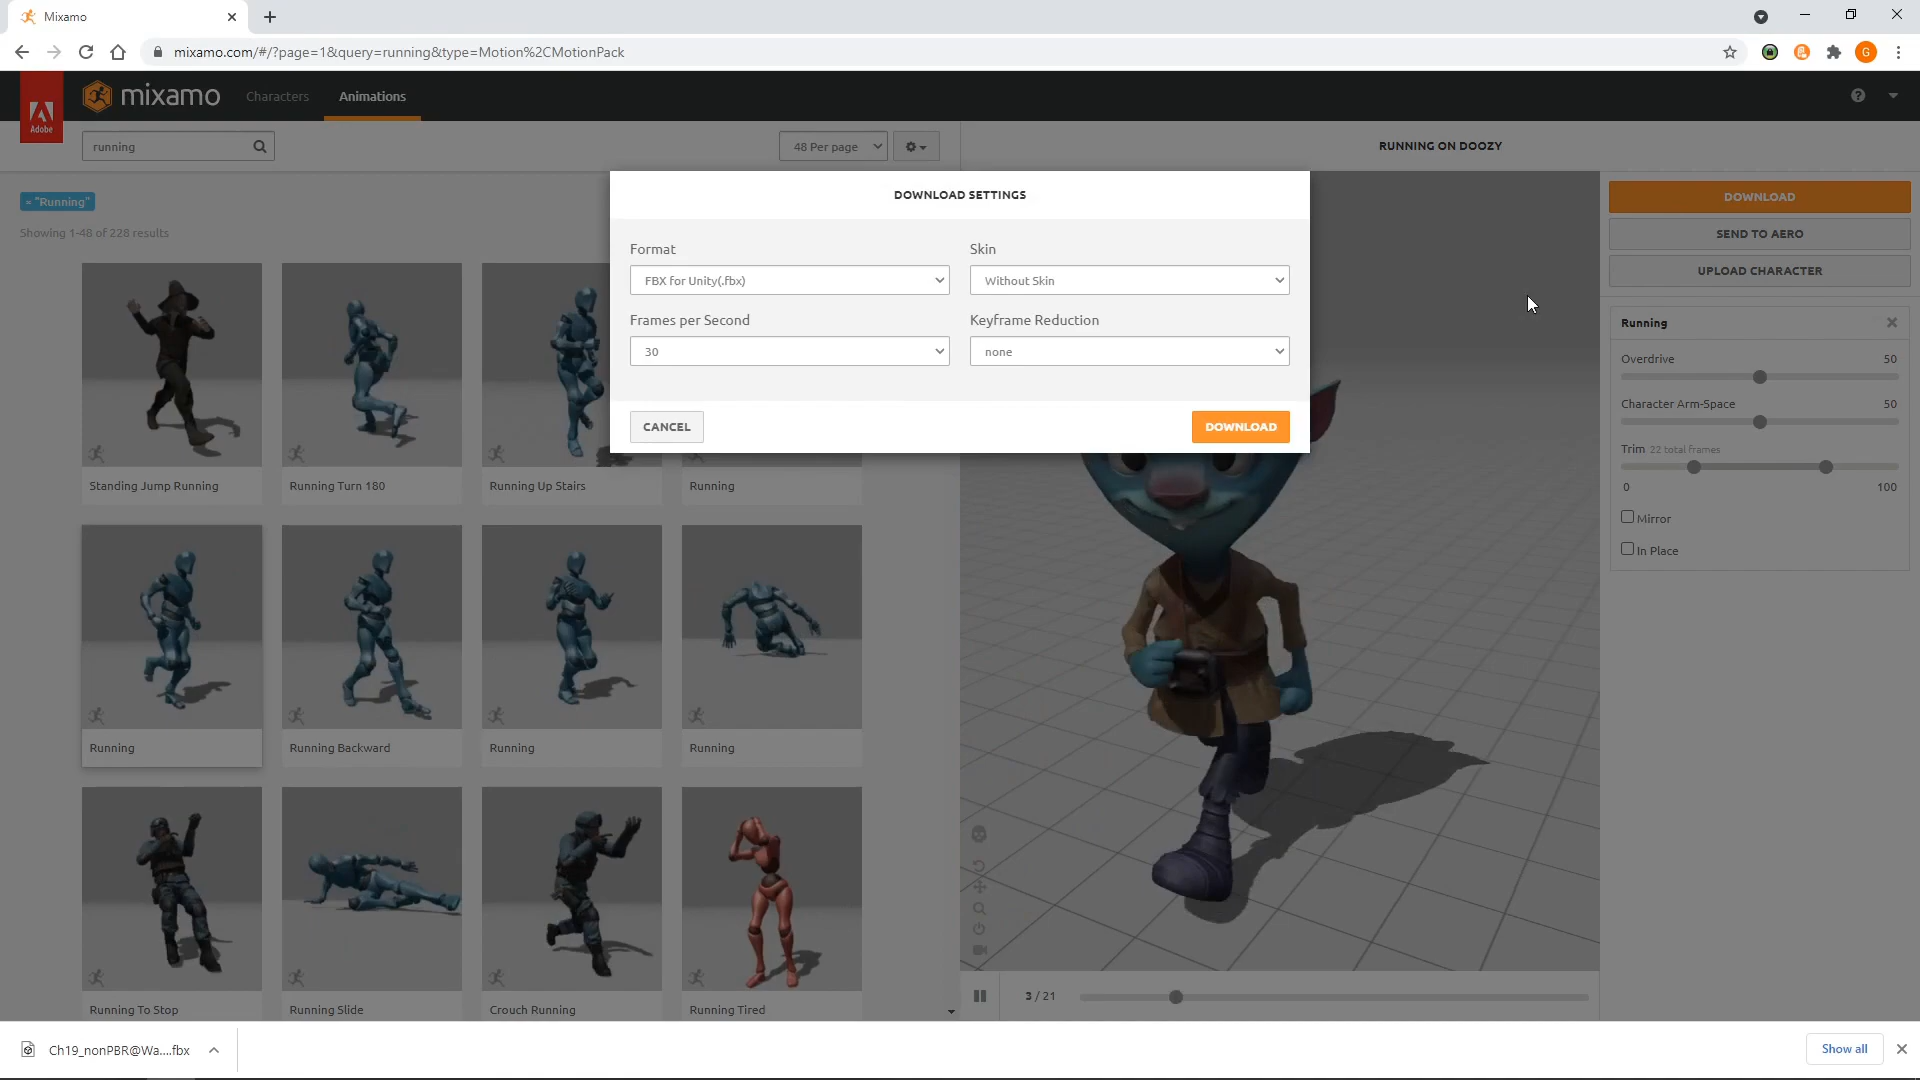 Mixamo
mixamo.com/#/?page=1&query=running&type=Motion%2CMotionPack
G
Adobe
mixamo
Characters
Animations
running
48 Per page
RUNNING ON DOOZY
≈ "Running"
Showing 1-48 of 228 results
DOWNLOAD SETTINGS
Format
Skin
FBX for Unity(.fbx)
Without Skin
Frames per Second
Keyframe Reduction
30
none
CANCEL
DOWNLOAD
DOWNLOAD
SEND TO AERO
UPLOAD CHARACTER
Running
Overdrive
50
Character Arm-Space
50
Trim 22 total frames
0
100
Mirror
In Place
Standing Jump Running
Running Turn 180
Running Up Stairs
Running
Running
Running Backward
Running
Running
Running To Stop
Running Slide
Crouch Running
Running Tired
3 / 21
Ch19_nonPBR@Wa....fbx
Show all